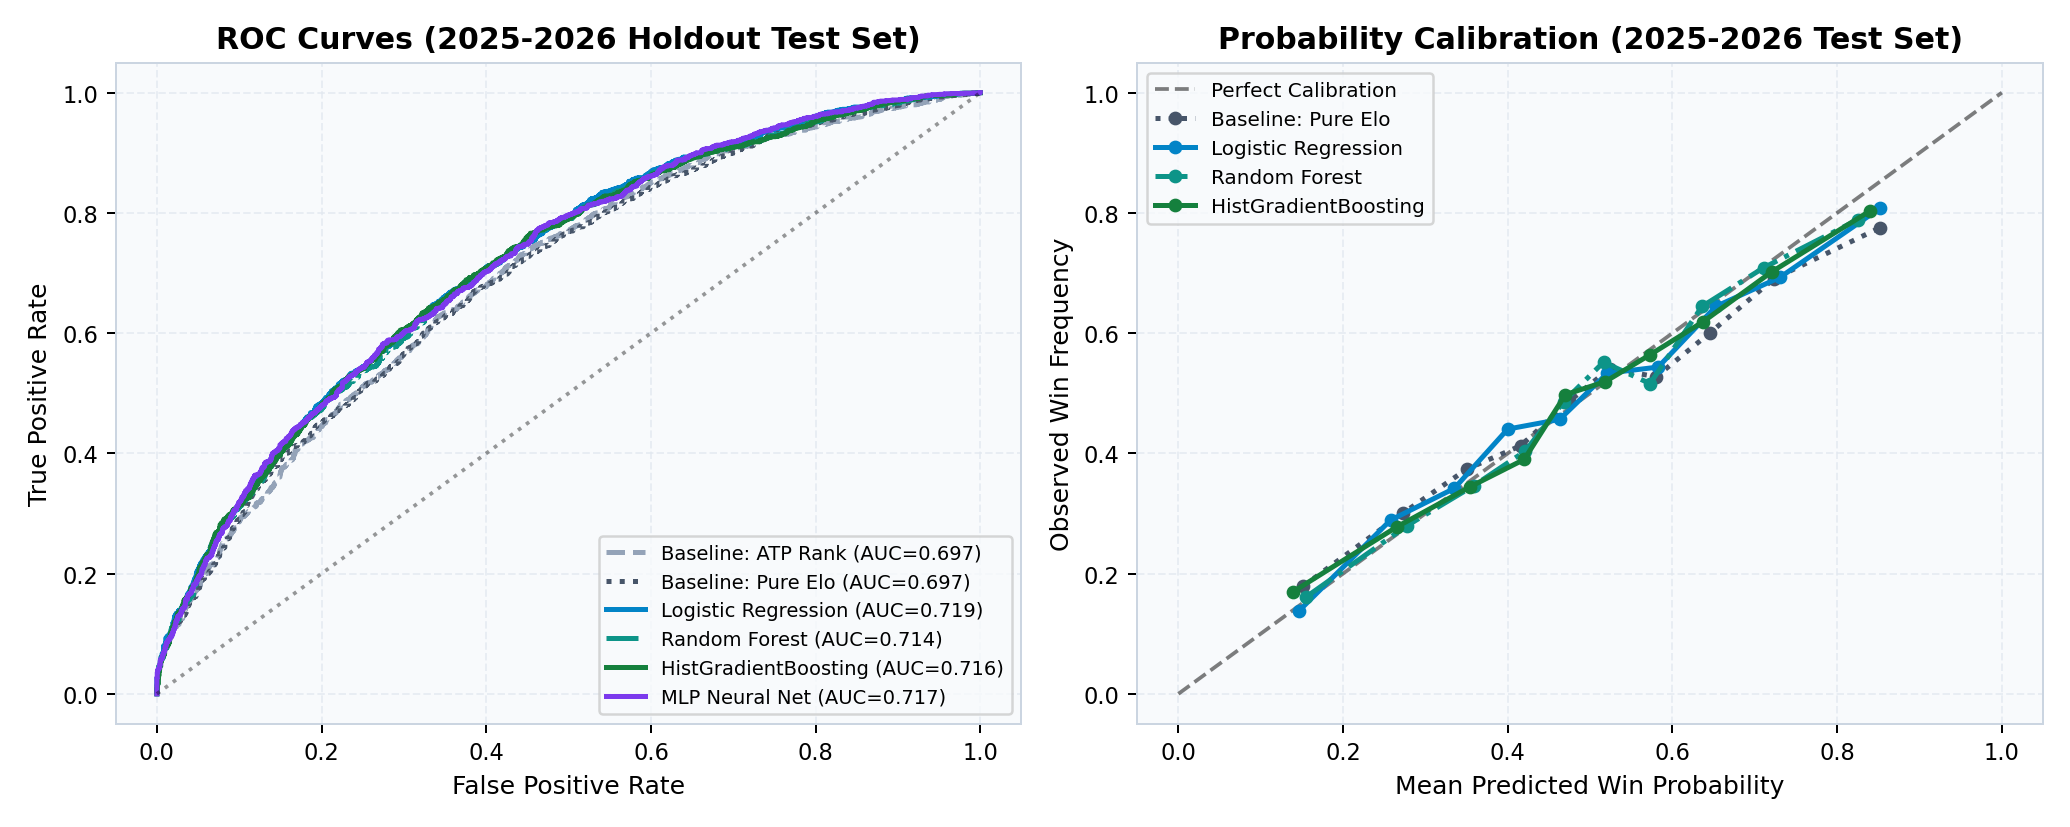 ROC Curves (2025-2026 Holdout Test Set)
True Positive Rate
1.0
0.8
0.6
0.4
0.2
0.0
Baseline: ATP Rank (AUC=0.697)
Baseline: Pure Elo (AUC=0.697)
Logistic Regression (AUC=0.719)
Random Forest (AUC=0.714)
HistGradientBoosting (AUC=0.716)
MLP Neural Net (AUC=0.717)
0.0 0.2 0.4 0.6 0.8 1.0
False Positive Rate
Probability Calibration (2025-2026 Test Set)
Observed Win Frequency
1.0
0.8
0.6
0.4
0.2
0.0
Perfect Calibration
Baseline: Pure Elo
Logistic Regression
Random Forest
HistGradientBoosting
0.0 0.2 0.4 0.6 0.8 1.0
Mean Predicted Win Probability